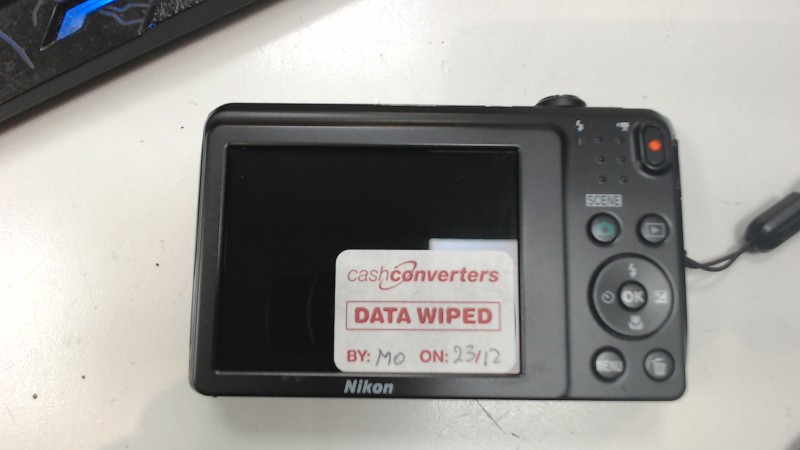 SCENE
cashconverters
DATA WIPED
BY: MO ON: 23/12
OK
MENU
Nikon